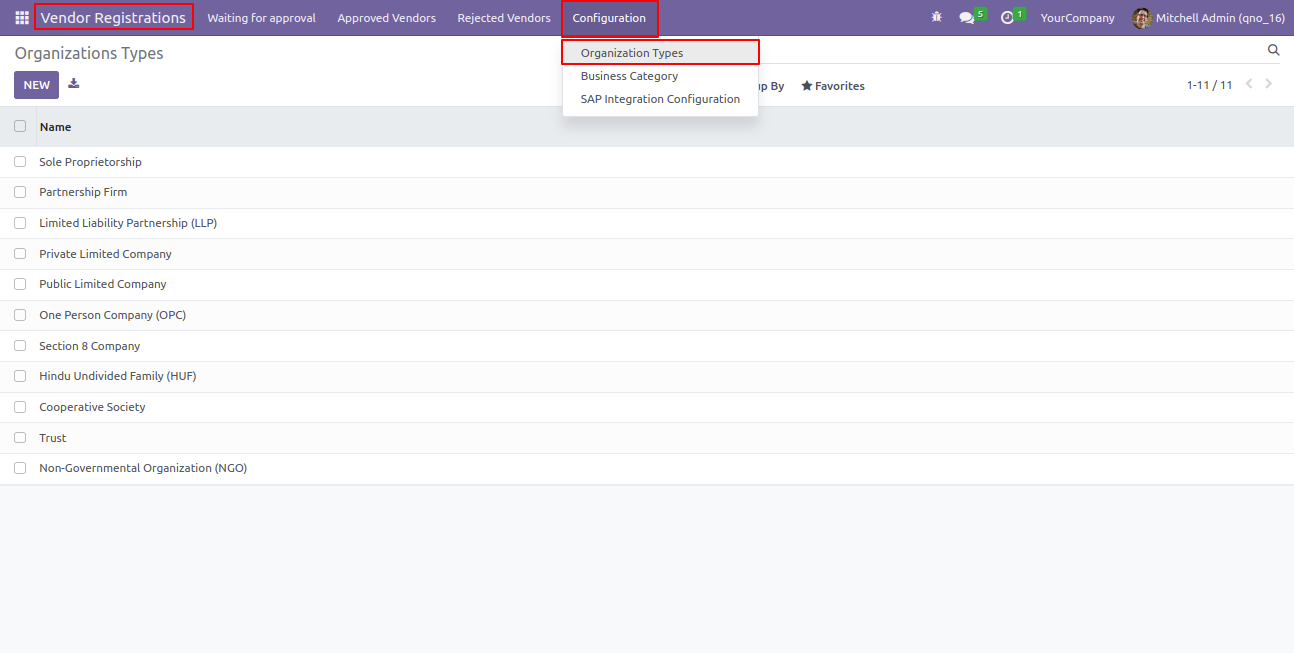 Vendor Registrations Waiting for approval Approved Vendors Rejected Vendors Configuration 5 1 YourCompany Mitchell Admin (qno_16)
Organizations Types
Organization Types
Business Category
SAP Integration Configuration
NEW
up By Favorites 1-11 / 11
Name
Sole Proprietorship
Partnership Firm
Limited Liability Partnership (LLP)
Private Limited Company
Public Limited Company
One Person Company (OPC)
Section 8 Company
Hindu Undivided Family (HUF)
Cooperative Society
Trust
Non-Governmental Organization (NGO)